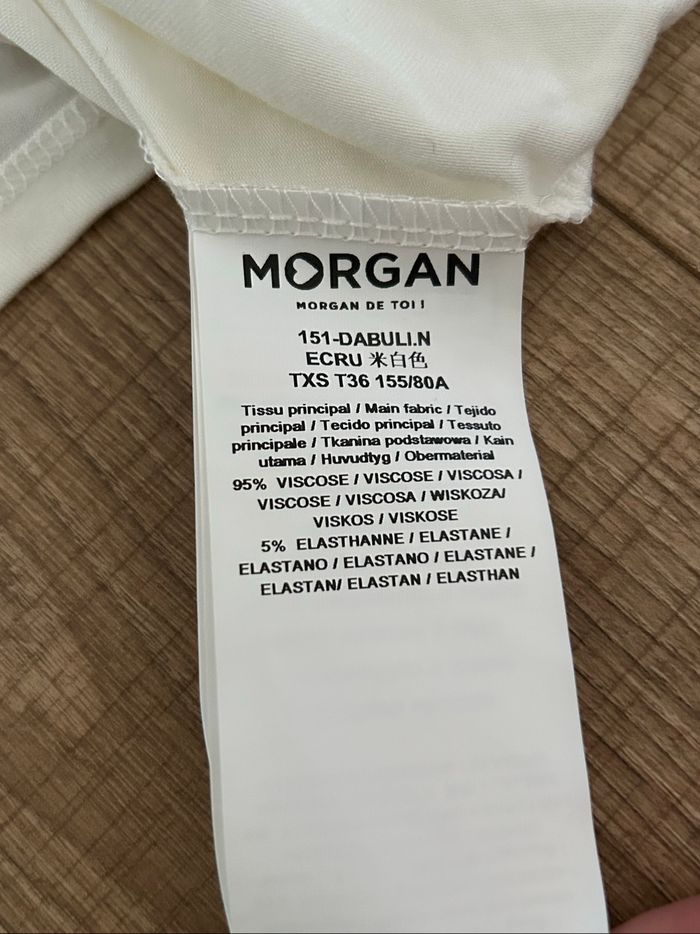 MORGAN
MORGAN DE TOI !
151-DABULI.N
ECRU 米白色
TXS T36 155/80A
Tissu principal / Main fabric / Tejido
principal / Tecido principal / Tessuto
principale / Tkanina podstawowa / Kain
utama / Huvudtyg / Obermaterial
95% VISCOSE / VISCOSE / VISCOSA /
VISCOSE / VISCOSA / WISKOZA/
VISKOS / VISKOSE
5% ELASTHANNE / ELASTANE /
ELASTANO / ELASTANO / ELASTANE /
ELASTAN/ ELASTAN / ELASTHAN